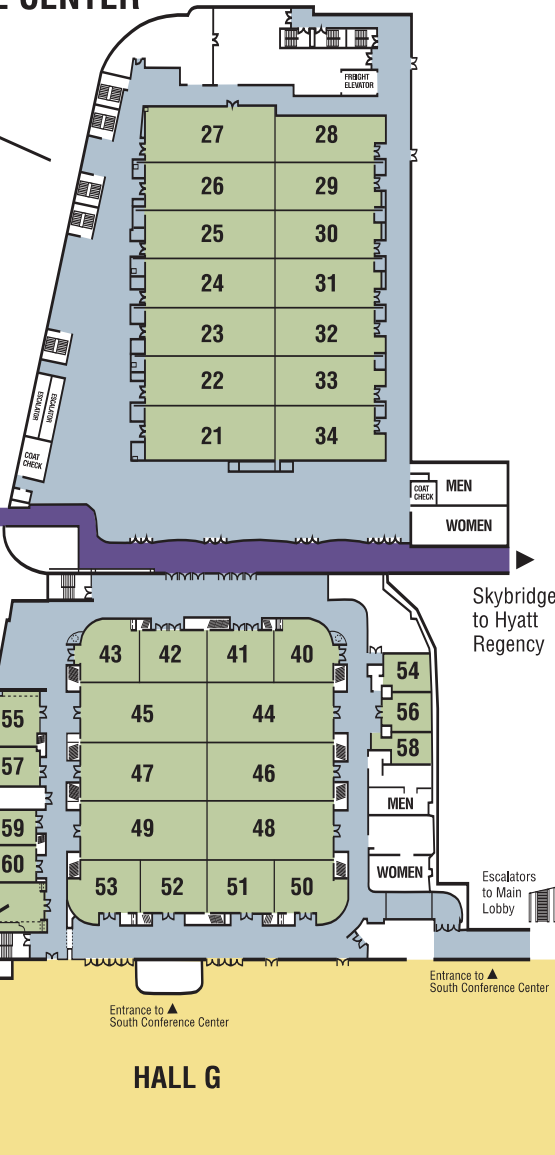 CENTER
FREIGHT
ELEVATOR
27
28
26
29
25
30
24
31
23
32
22
33
21
34
ESCALATOR
ESCALATOR
COAT
CHECK
COAT
CHECK
MEN
WOMEN
Skybridge
to Hyatt
Regency
43
42
41
40
54
45
44
56
55
58
57
47
46
MEN
59
49
48
60
WOMEN
53
52
51
50
Escalators
to Main
Lobby
Entrance to
South Conference Center
Entrance to
South Conference Center
HALL G